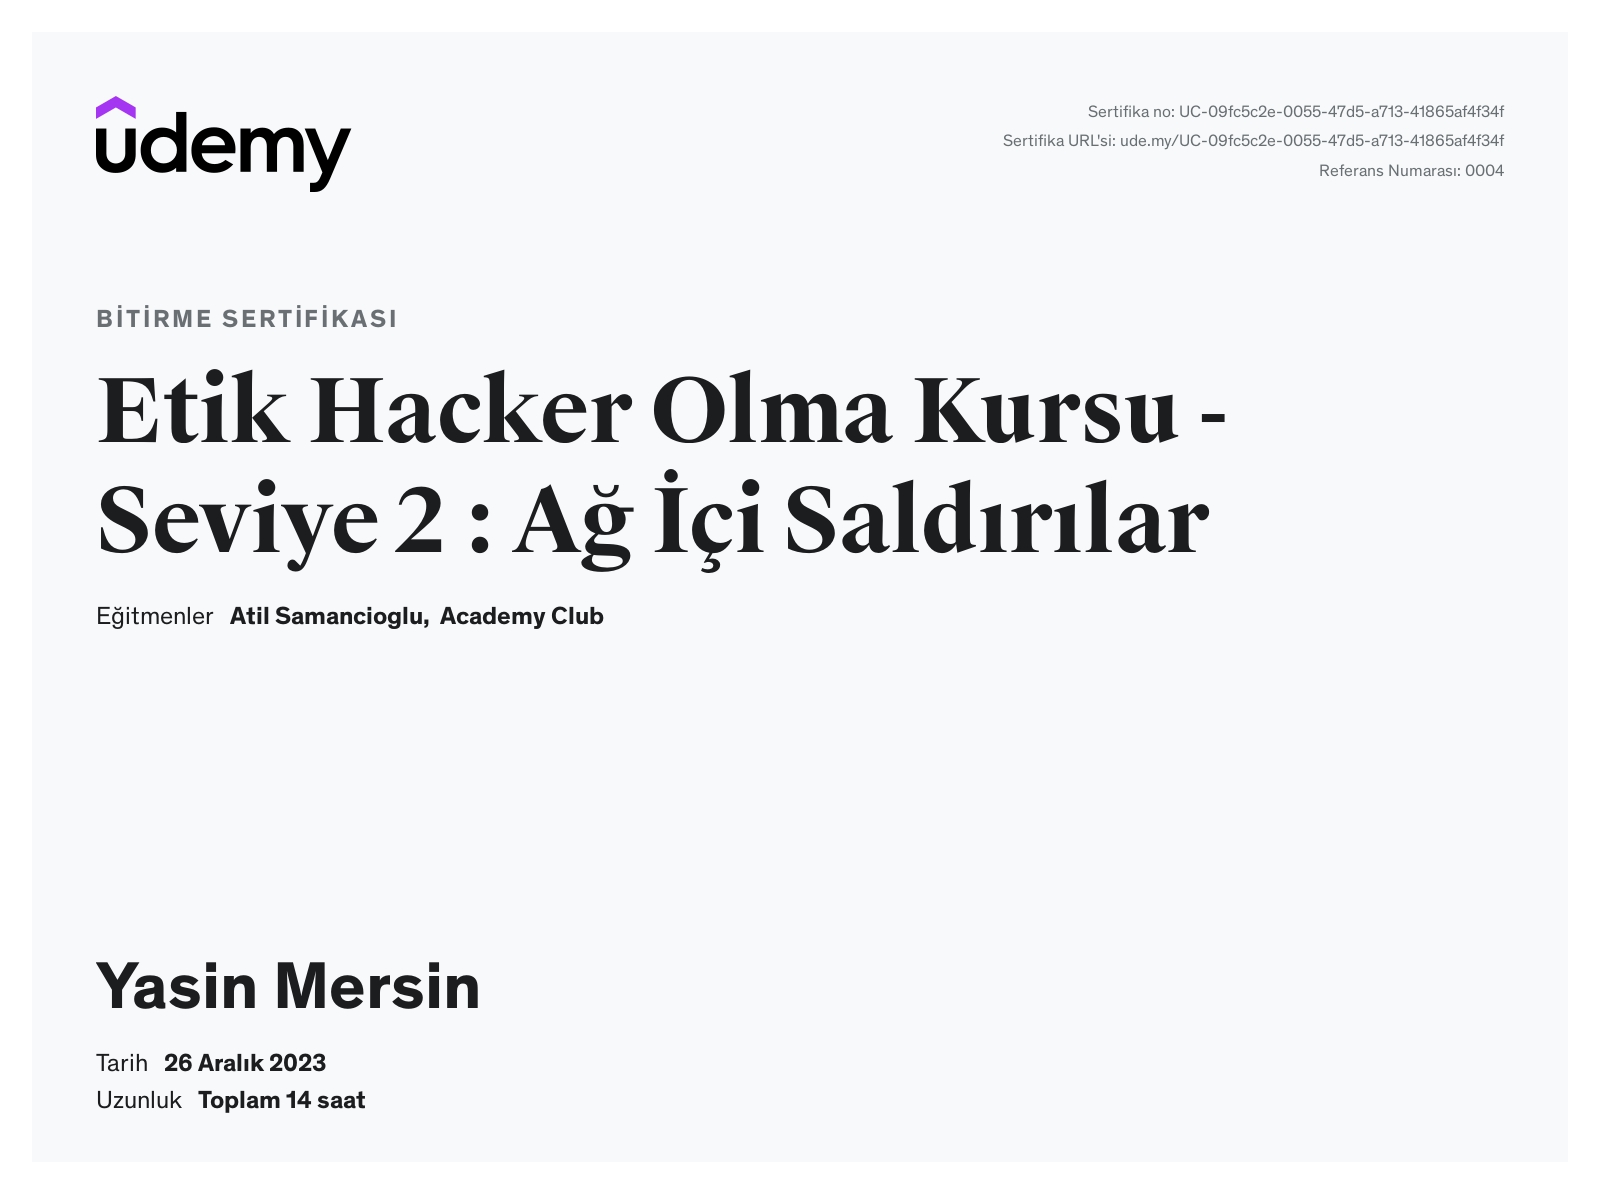 udemy
Sertifika no: UC-09fc5c2e-0055-47d5-a713-41865af4f34f
Sertifika URL'si: ude.my/UC-09fc5c2e-0055-47d5-a713-41865af4f34f
Referans Numarası: 0004
BİTİRME SERTİFİKASI
Etik Hacker Olma Kursu -
Seviye 2 : Ağ İçi Saldırılar
Eğitmenler Atil Samancioglu, Academy Club
Yasin Mersin
Tarih 26 Aralık 2023
Uzunluk Toplam 14 saat